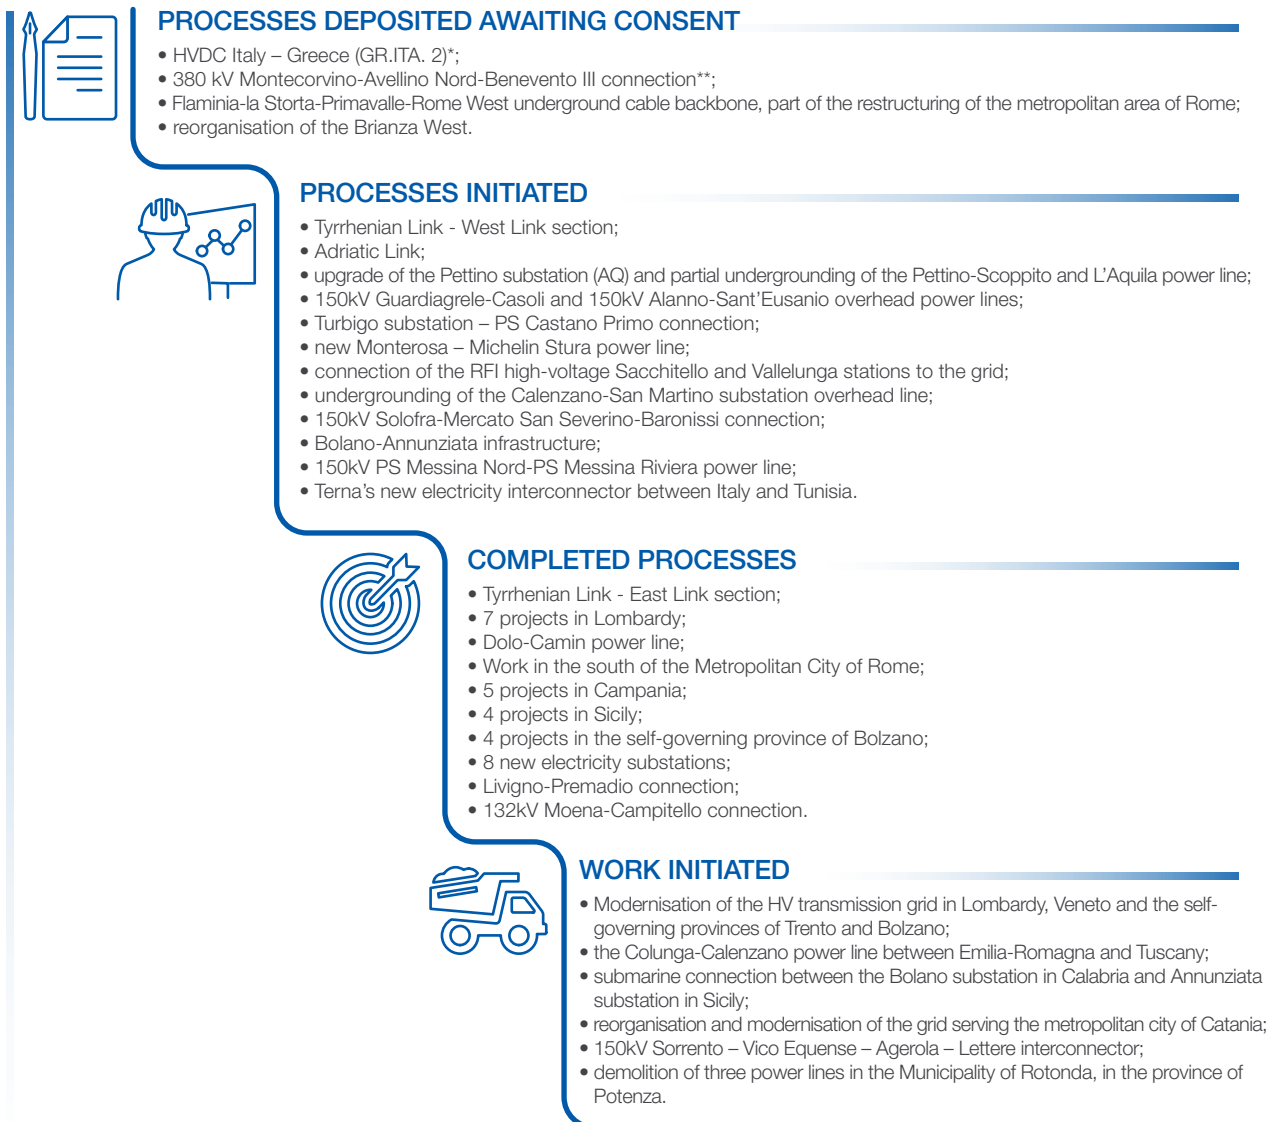 PROCESSES DEPOSITED AWAITING CONSENT
• HVDC Italy – Greece (GR.ITA. 2)*;
• 380 kV Montecorvino-Avellino Nord-Benevento III connection**;
• Flaminia-la Storta-Primavalle-Rome West underground cable backbone, part of the restructuring of the metropolitan area of Rome;
• reorganisation of the Brianza West.
PROCESSES INITIATED
• Tyrrhenian Link - West Link section;
• Adriatic Link;
• upgrade of the Pettino substation (AQ) and partial undergrounding of the Pettino-Scoppito and L’Aquila power line;
• 150kV Guardiagrele-Casoli and 150kV Alanno-Sant’Eusanio overhead power lines;
• Turbigo substation – PS Castano Primo connection;
• new Monterosa – Michelin Stura power line;
• connection of the RFI high-voltage Sacchitello and Vallelunga stations to the grid;
• undergrounding of the Calenzano-San Martino substation overhead line;
• 150kV Solofra-Mercato San Severino-Baronissi connection;
• Bolano-Annunziata infrastructure;
• 150kV PS Messina Nord-PS Messina Riviera power line;
• Terna’s new electricity interconnector between Italy and Tunisia.
COMPLETED PROCESSES
• Tyrrhenian Link - East Link section;
• 7 projects in Lombardy;
• Dolo-Camin power line;
• Work in the south of the Metropolitan City of Rome;
• 5 projects in Campania;
• 4 projects in Sicily;
• 4 projects in the self-governing province of Bolzano;
• 8 new electricity substations;
• Livigno-Premadio connection;
• 132kV Moena-Campitello connection.
WORK INITIATED
• Modernisation of the HV transmission grid in Lombardy, Veneto and the self-
governing provinces of Trento and Bolzano;
• the Colunga-Calenzano power line between Emilia-Romagna and Tuscany;
• submarine connection between the Bolano substation in Calabria and Annunziata
substation in Sicily;
• reorganisation and modernisation of the grid serving the metropolitan city of Catania;
• 150kV Sorrento – Vico Equense – Agerola – Lettere interconnector;
• demolition of three power lines in the Municipality of Rotonda, in the province of
Potenza.